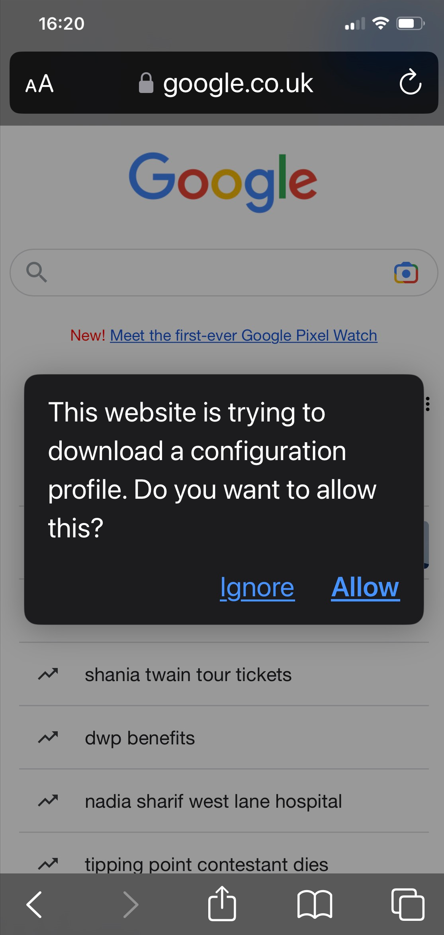 16:20
AA google.co.uk
Google
New! Meet the first-ever Google Pixel Watch
This website is trying to
download a configuration
profile. Do you want to allow
this?
Ignore Allow
shania twain tour tickets
dwp benefits
nadia sharif west lane hospital
tipping point contestant dies